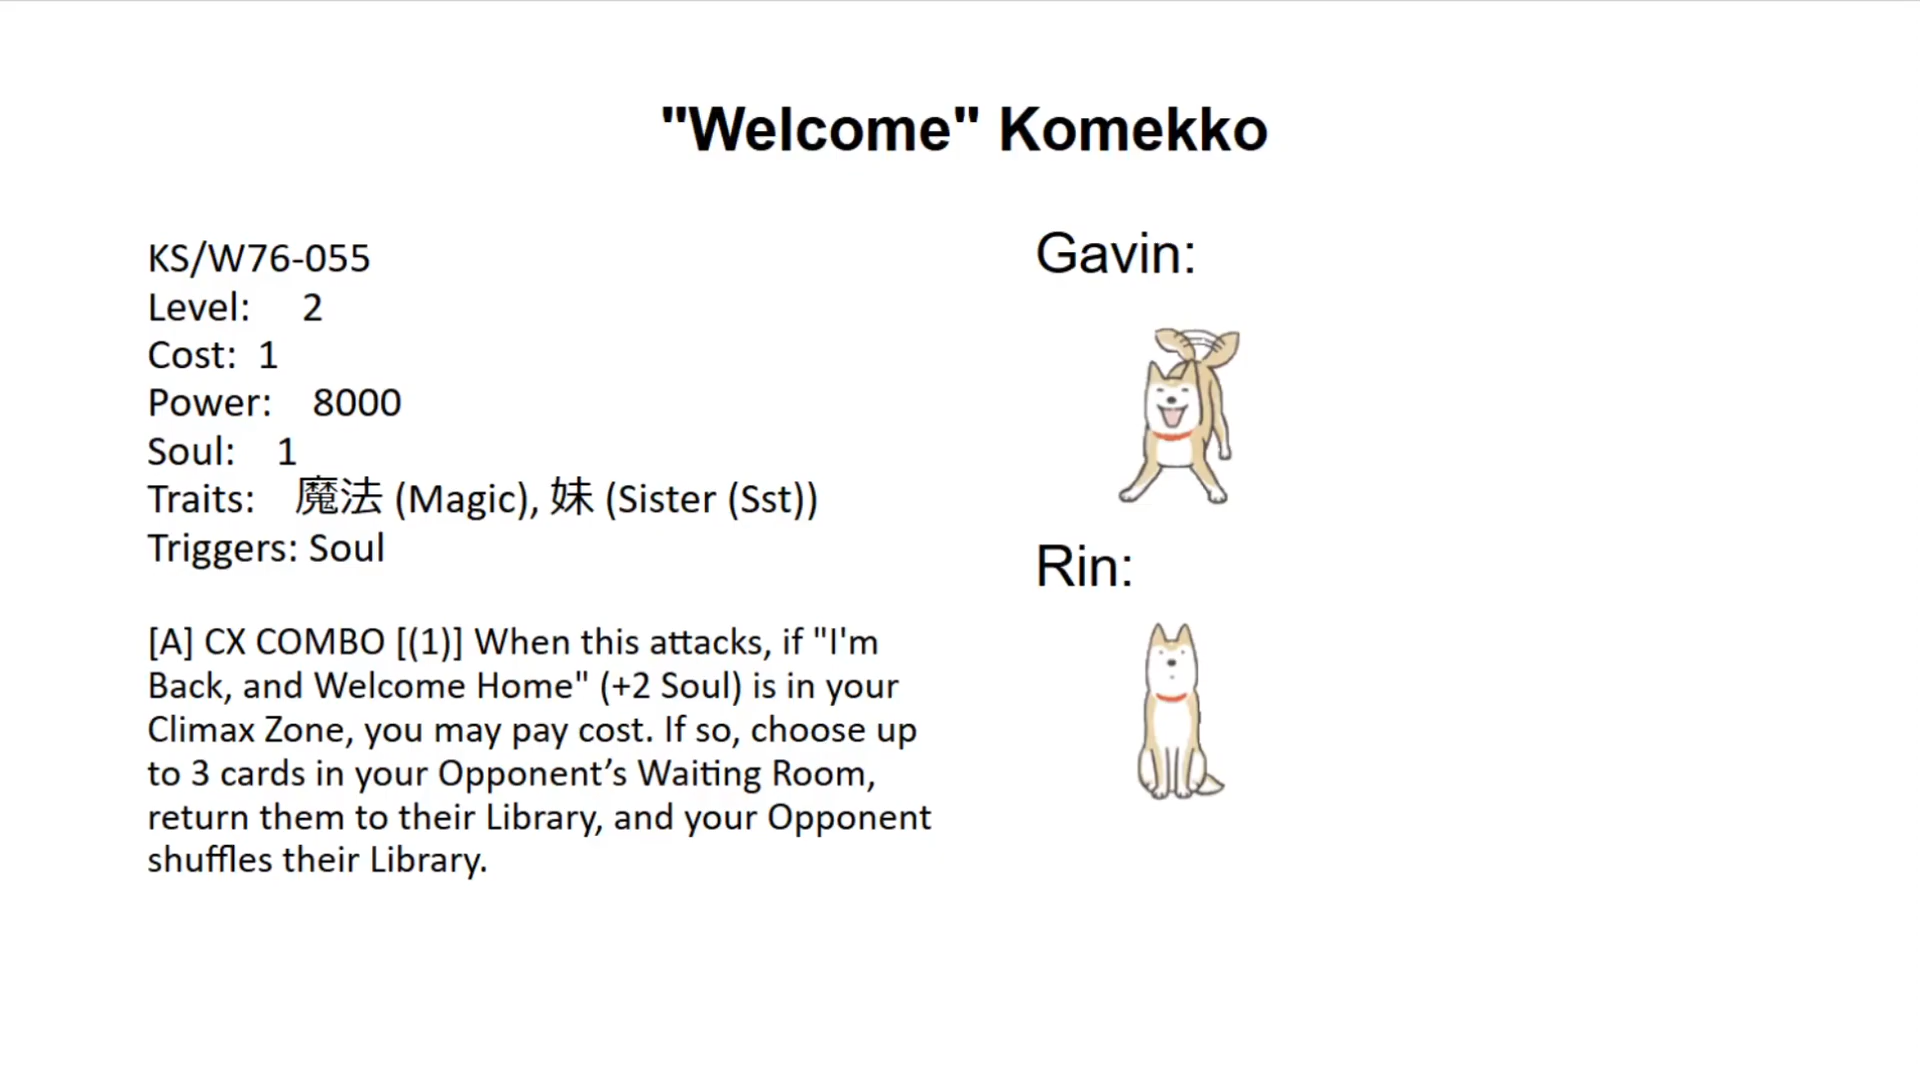 "Welcome" Komekko
KS/W76-055
Level: 2
Cost: 1
Power: 8000
Soul: 1
Traits: 魔法 (Magic), 妹 (Sister (Sst))
Triggers: Soul
[A] CX COMBO [(1)] When this attacks, if "I'm
Back, and Welcome Home" (+2 Soul) is in your
Climax Zone, you may pay cost. If so, choose up
to 3 cards in your Opponent’s Waiting Room,
return them to their Library, and your Opponent
shuffles their Library.
Gavin:
Rin: